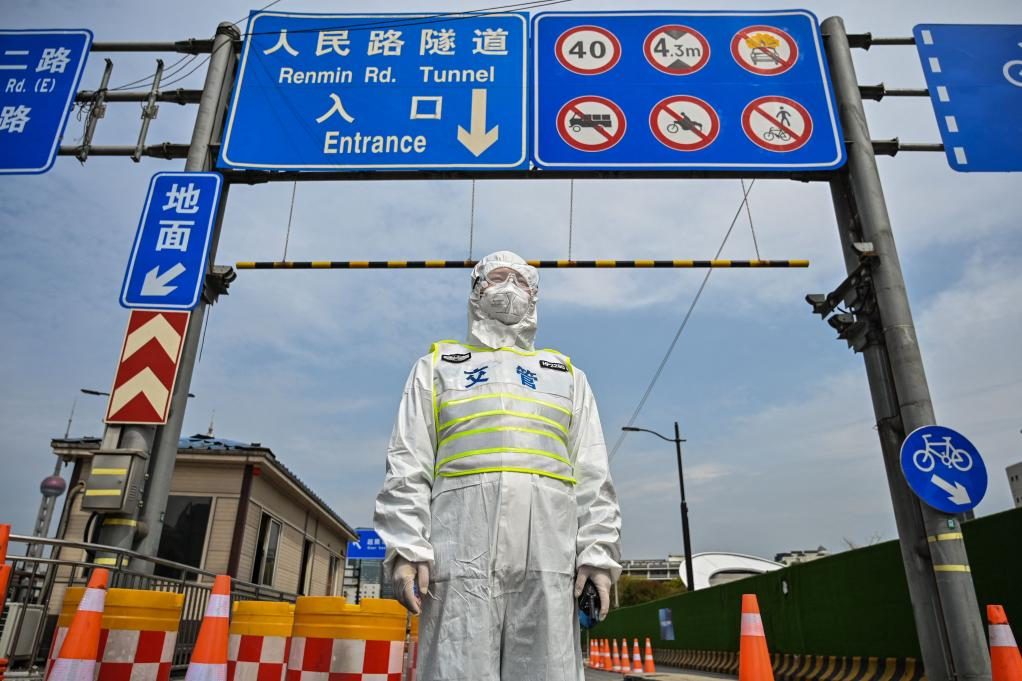 二路
Rd. (E)
路
人民路隧道
Renmin Rd. Tunnel
入口
Entrance
40
4.3m
地面
交管